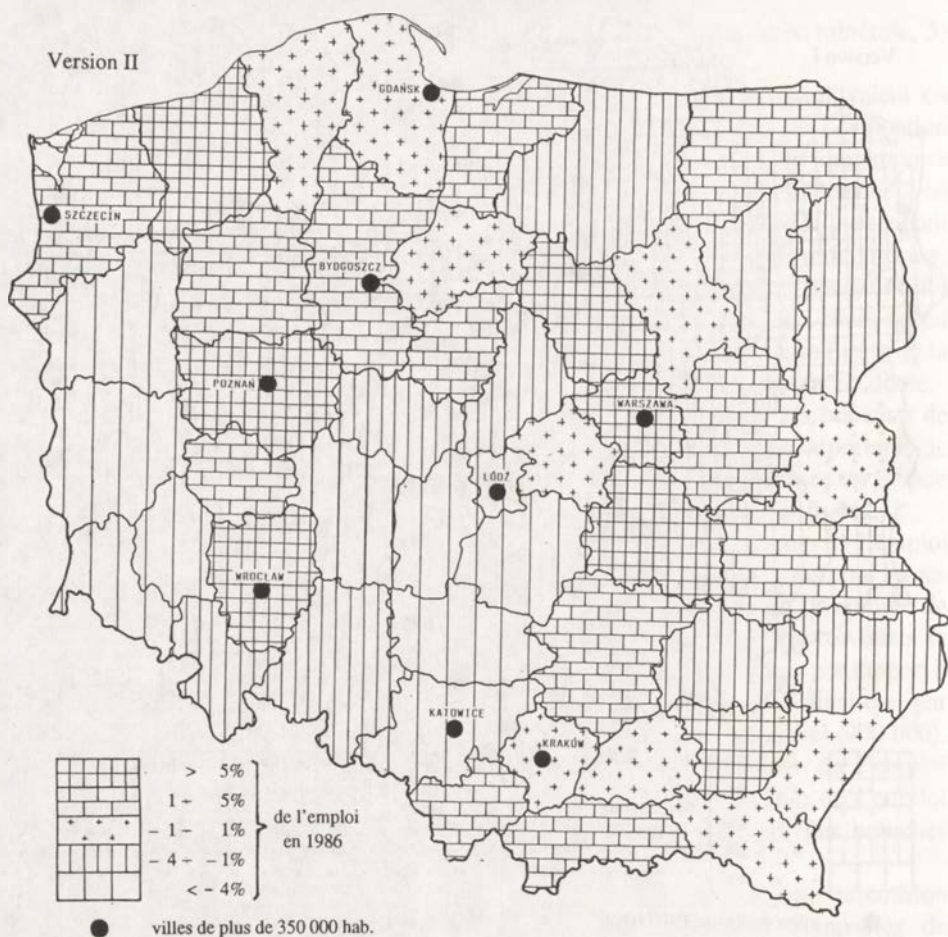 Version II
GDAŃSK
SZCZECIN
BYDGOSZCZ
POZNAŃ
WARSZAWA
ŁÓDŹ
WROCŁAW
KATOWICE
KRAKÓW
> 5%
1 ÷ 5%
– 1 ÷ 1%
– 4 ÷ – 1%
< – 4%
de l'emploi
en 1986
villes de plus de 350 000 hab.